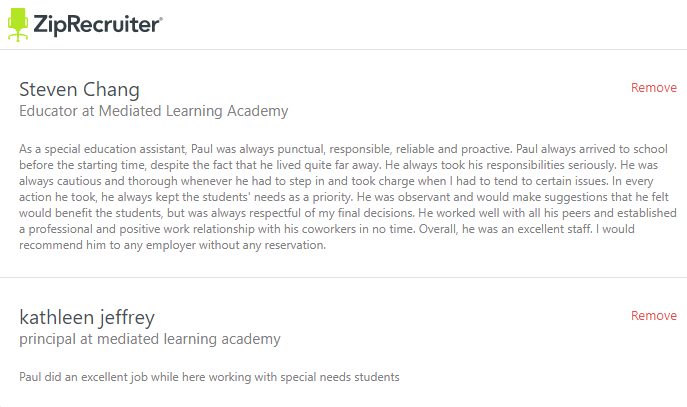 ZipRecruiter®
Steven Chang
Remove
Educator at Mediated Learning Academy
As a special education assistant, Paul was always punctual, responsible, reliable and proactive. Paul always arrived to school
before the starting time, despite the fact that he lived quite far away. He always took his responsibilities seriously. He was
always cautious and thorough whenever he had to step in and took charge when I had to tend to certain issues. In every
action he took, he always kept the students' needs as a priority. He was observant and would make suggestions that he felt
would benefit the students, but was always respectful of my final decisions. He worked well with all his peers and established
a professional and positive work relationship with his coworkers in no time. Overall, he was an excellent staff. I would
recommend him to any employer without any reservation.
kathleen jeffrey
Remove
principal at mediated learning academy
Paul did an excellent job while here working with special needs students